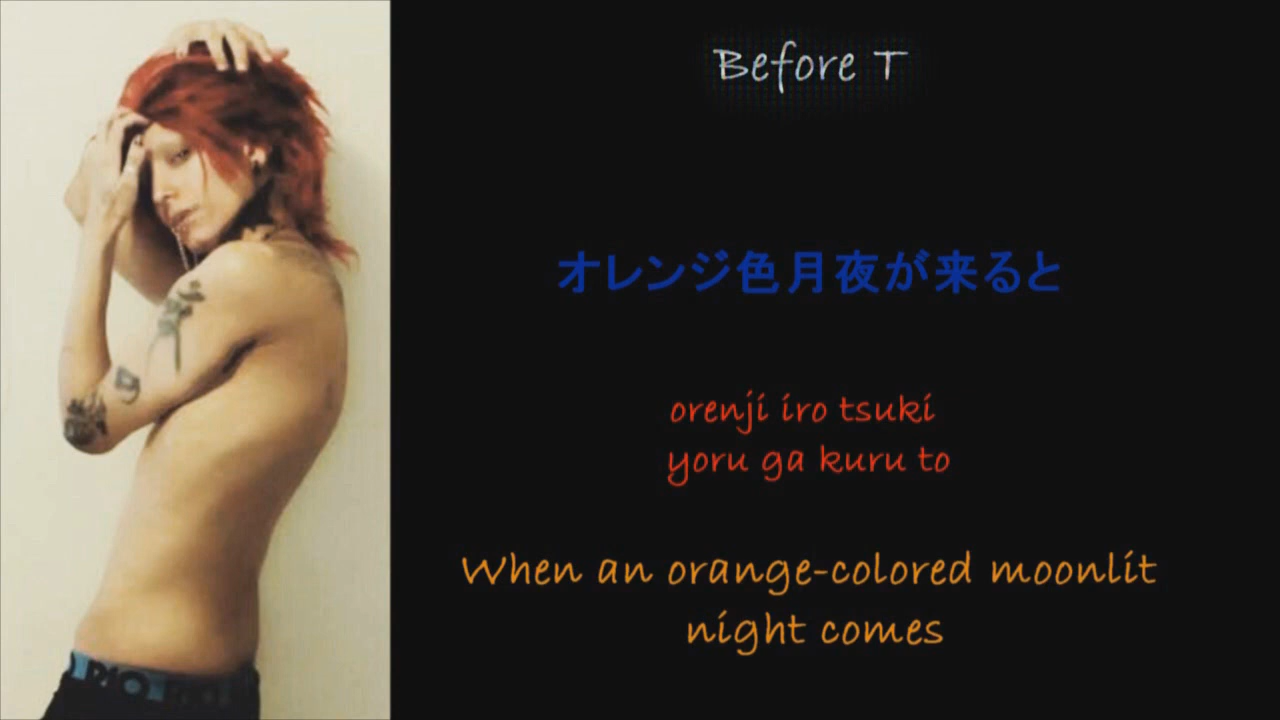 Before T
オレンジ色月夜が来ると
orenji iro tsuki
yoru ga kuru to
When an orange-colored moonlit
night comes